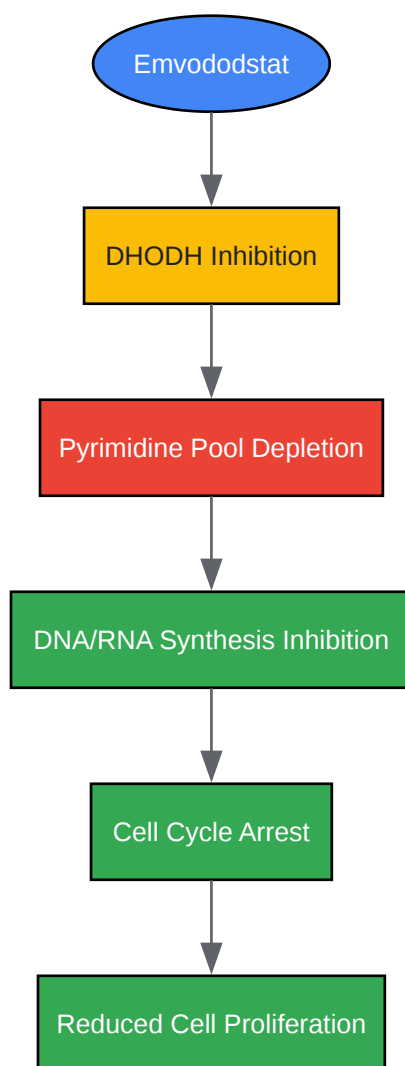 Emvododstat
DHODH Inhibition
Pyrimidine Pool Depletion
DNA/RNA Synthesis Inhibition
Cell Cycle Arrest
Reduced Cell Proliferation